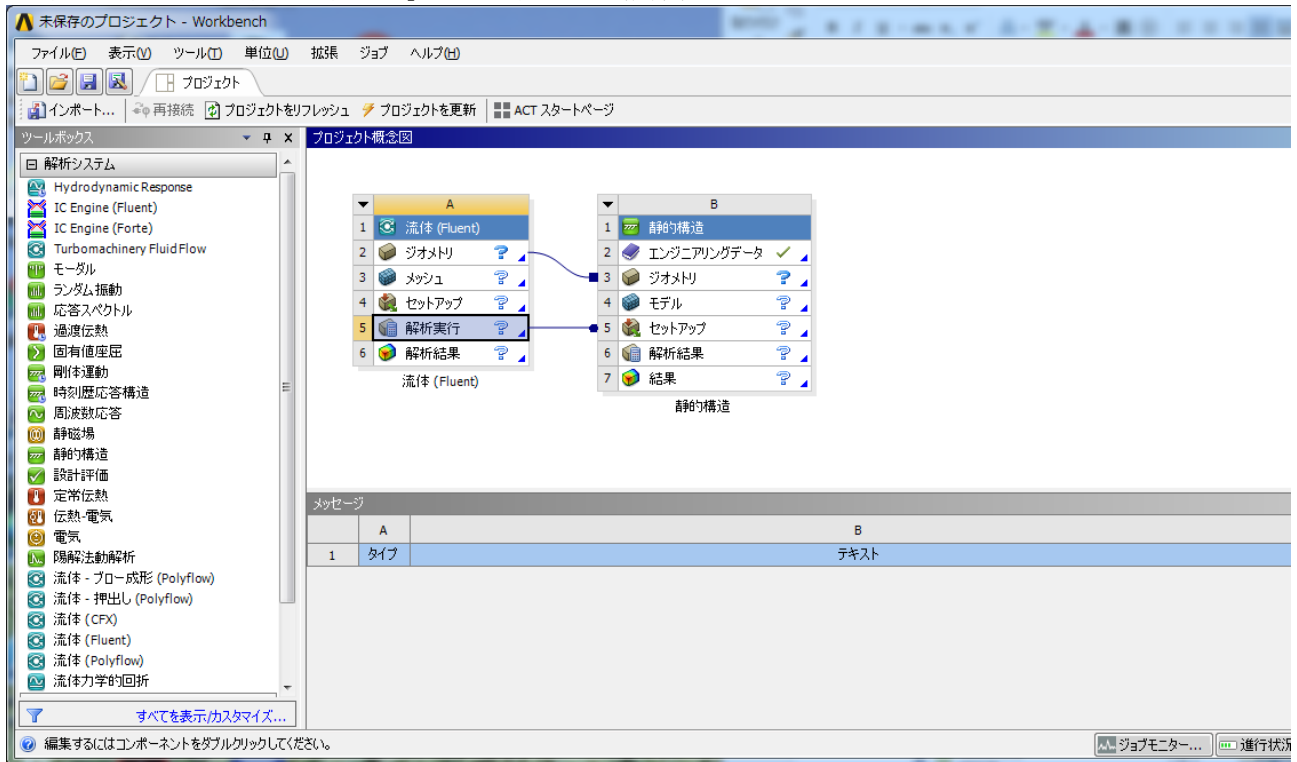 未保存のプロジェクト - Workbench
ファイル(F) 表示(V) ツール(T) 単位(U) 拡張 ジョブ ヘルプ(H)
プロジェクト
インポート... 再接続 プロジェクトをリフレッシュ プロジェクトを更新 ACT スタートページ
ツールボックス
プロジェクト概念図
解析システム
Hydrodynamic Response
IC Engine (Fluent)
IC Engine (Forte)
Turbomachinery Fluid Flow
モーダル
ランダム振動
応答スペクトル
過渡伝熱
固有値座屈
剛体運動
時刻歴応答構造
周波数応答
静磁場
静的構造
設計評価
定常伝熱
伝熱-電気
電気
陽解法動解析
流体 - ブロー成形 (Polyflow)
流体 - 押出し (Polyflow)
流体 (CFX)
流体 (Fluent)
流体 (Polyflow)
流体力学的回折
すべてを表示/カスタマイズ...
A
1 流体 (Fluent)
2 ジオメトリ ?
3 メッシュ ?
4 セットアップ ?
5 解析実行 ?
6 解析結果 ?
流体 (Fluent)
B
1 静的構造
2 エンジニアリングデータ ✓
3 ジオメトリ ?
4 モデル ?
5 セットアップ ?
6 解析結果 ?
7 結果 ?
静的構造
メッセージ
A B
1 タイプ テキスト
編集するにはコンポーネントをダブルクリックしてください。
ジョブモニター... 進行状況